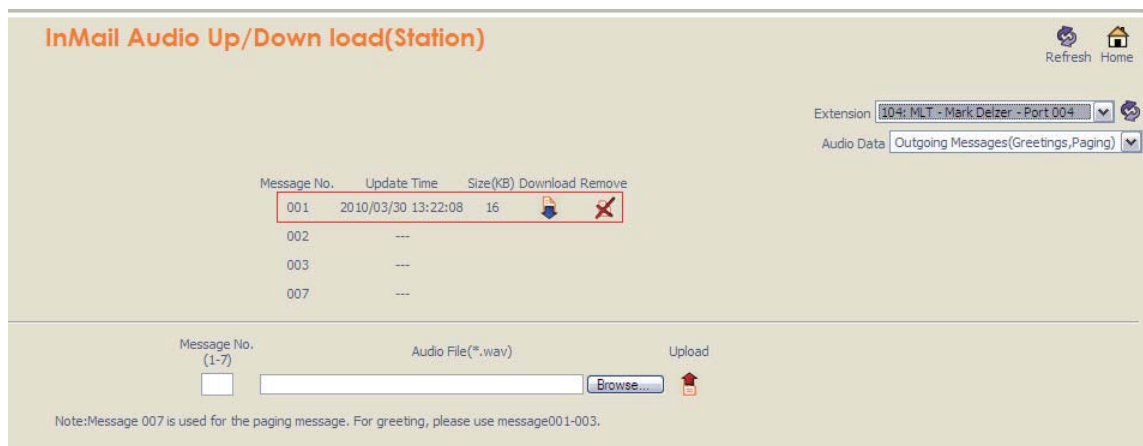 InMail Audio Up/Down load(Station)
Refresh Home
Extension 104: MLT - Mark Delzer - Port 004
Audio Data Outgoing Messages(Greetings,Paging)
Message No. Update Time Size(KB) Download Remove
001 2010/03/30 13:22:08 16
002 ---
003 ---
007 ---
Message No. (1-7) Audio File(*.wav) Upload
Browse...
Note:Message 007 is used for the paging message. For greeting, please use message001-003.